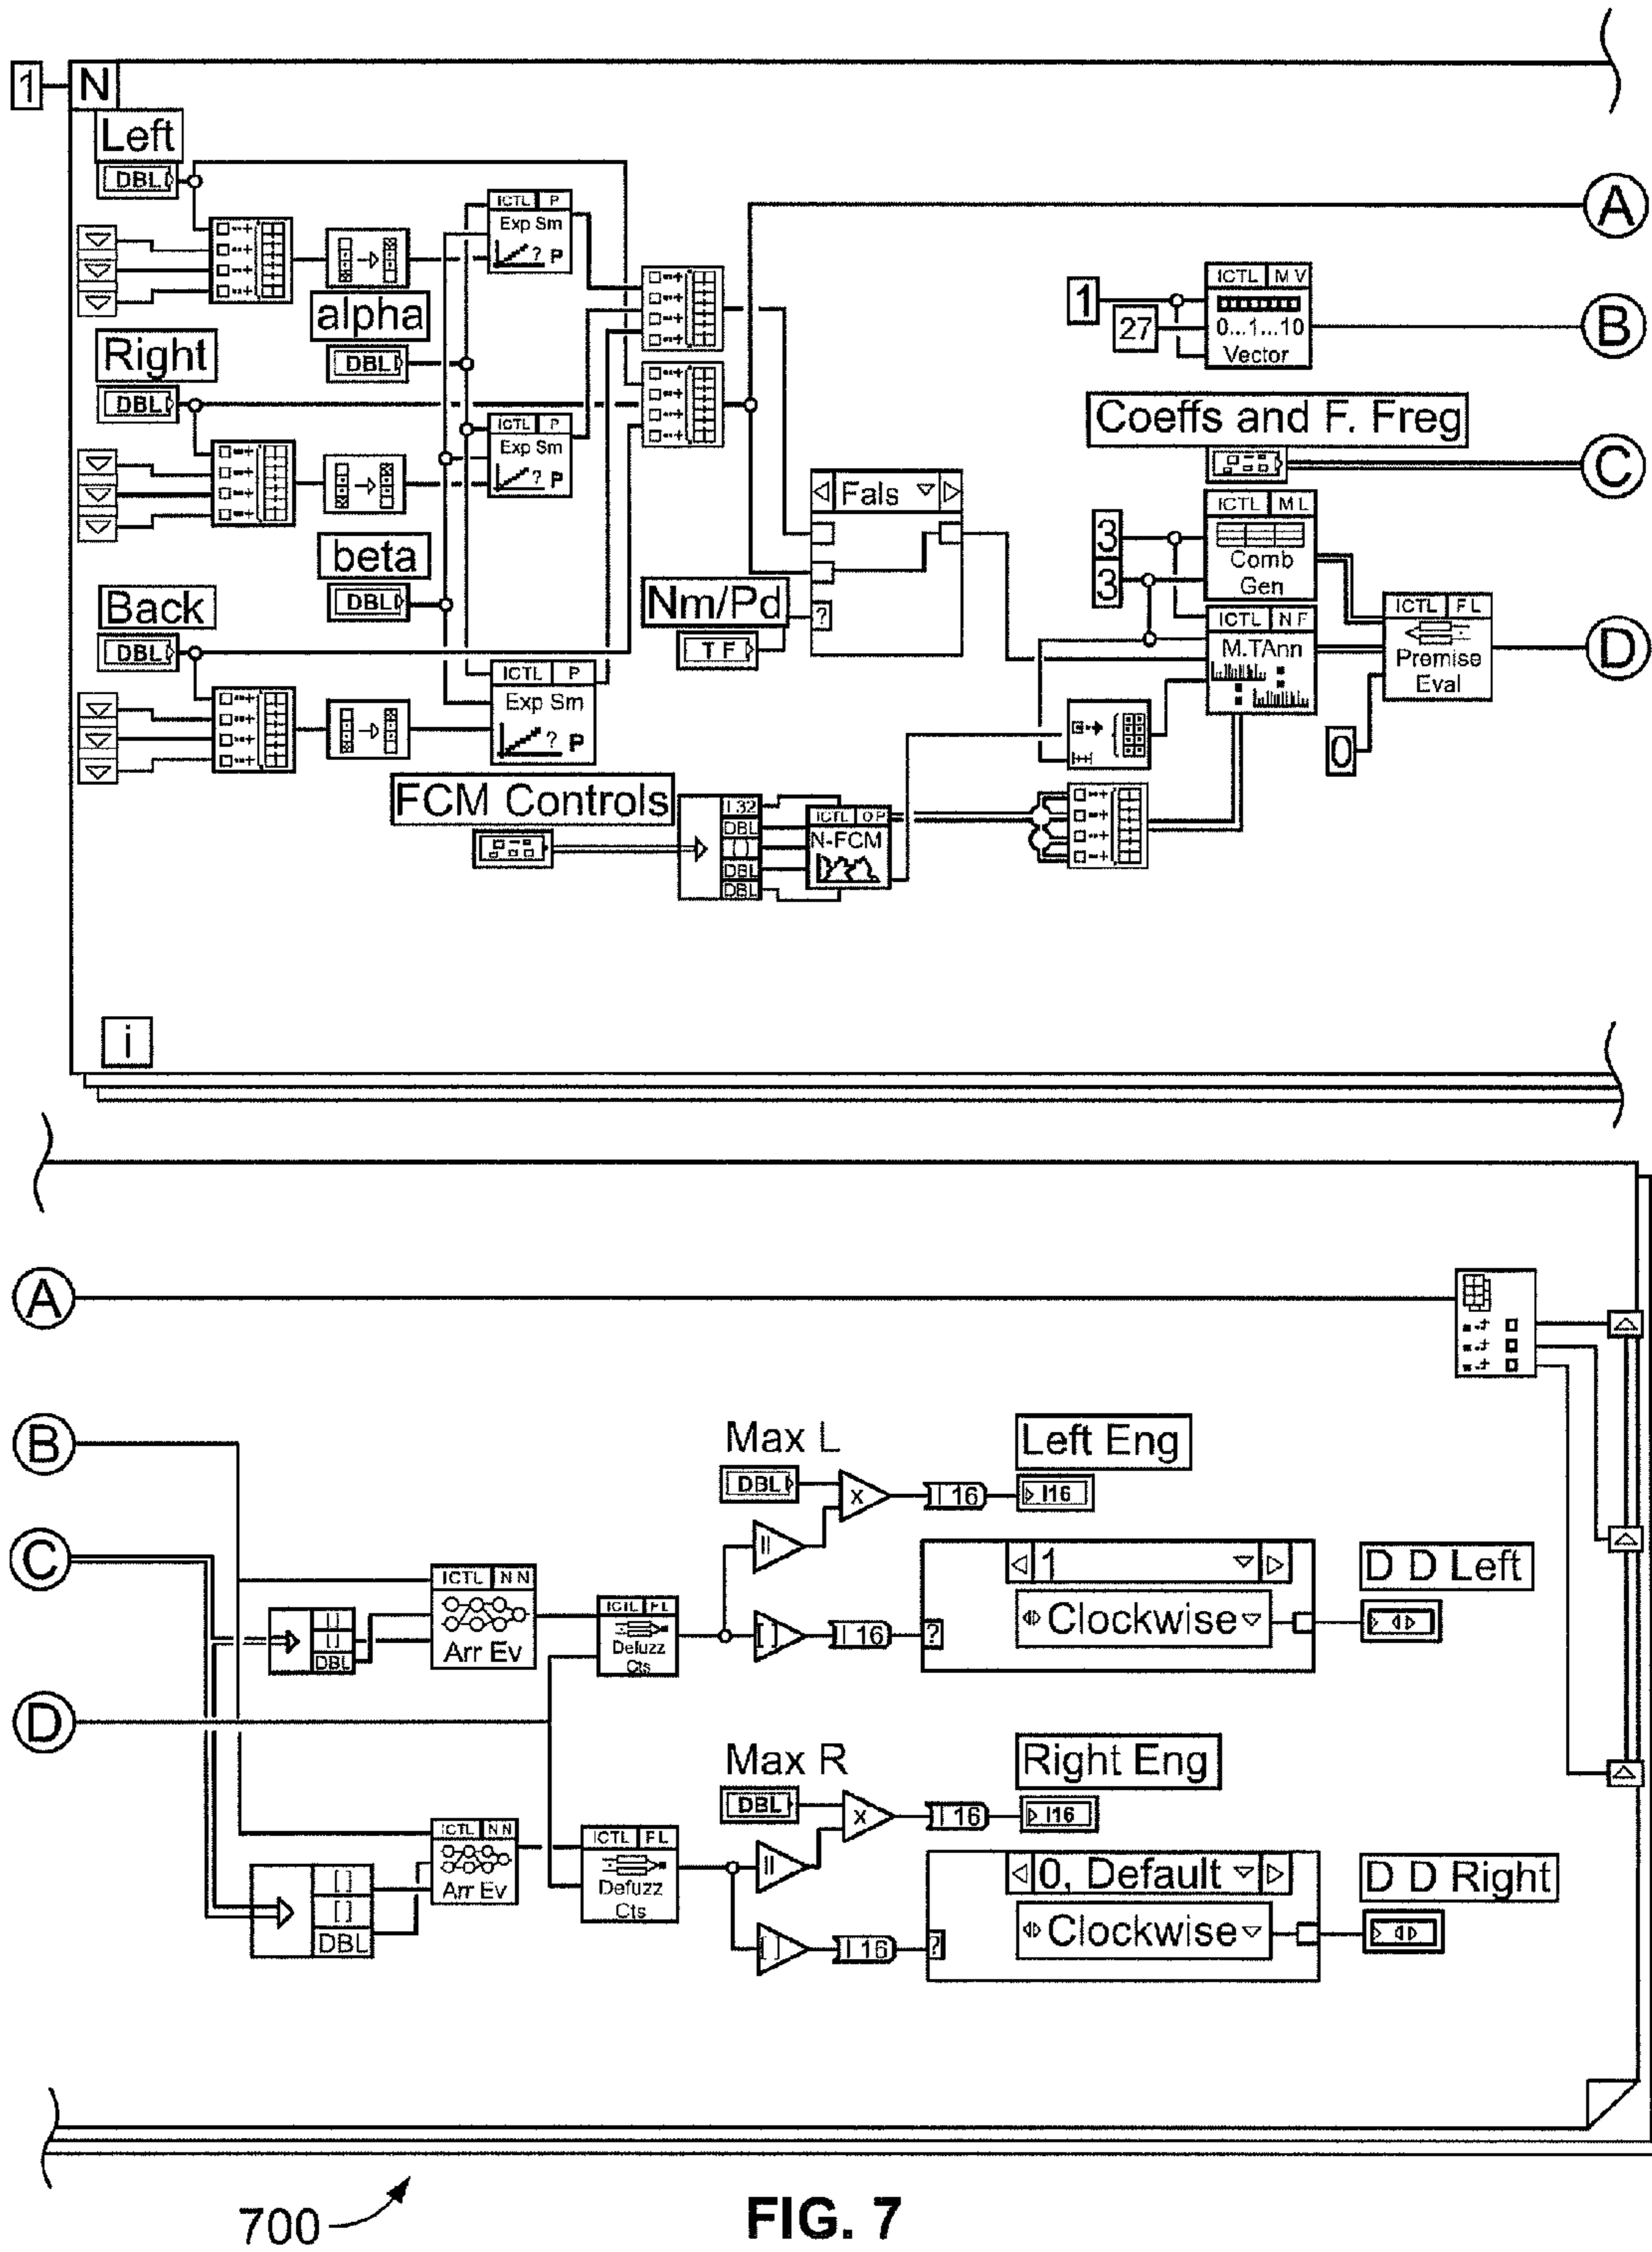 1 N
Left
DBL
ICTL P
Exp Sm
? P
A
alpha
DBL
ICTL M V
0...1...10
Vector
1
27
B
Right
DBL
ICTL P
Exp Sm
? P
Coeffs and F. Freg
C
Fals
beta
DBL
Nm/Pd
?
T F
3
3
ICTL M L
Comb
Gen
ICTL N F
M.TAnn
ICTL F L
Premise
Eval
D
0
Back
DBL
ICTL P
Exp Sm
? P
FCM Controls
I 32
DBL
[ ]
DBL
DBL
ICTL O P
N-FCM
i
A
B
Max L
DBL
x
I 16
Left Eng
I16
C
[ ]
[ ]
DBL
ICTL N N
Arr Ev
ICTL F L
Defuzz
Cts
||
[ ]
I 16
?
1
Clockwise
D D Left
D
Max R
DBL
x
I 16
Right Eng
I16
[ ]
[ ]
DBL
ICTL N N
Arr Ev
ICTL F L
Defuzz
Cts
||
[ ]
I 16
?
0, Default
Clockwise
D D Right
700
FIG. 7